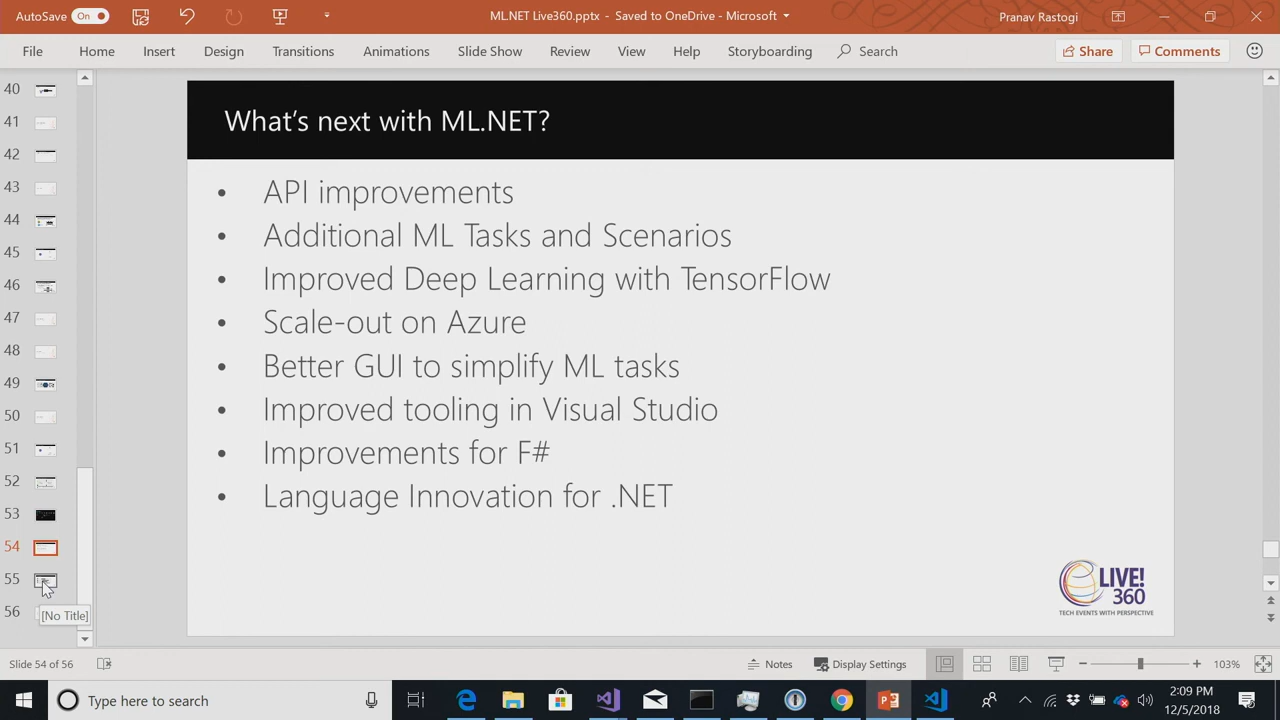 AutoSave On ML.NET Live360.pptx - Saved to OneDrive - Microsoft Pranav Rastogi
File Home Insert Design Transitions Animations Slide Show Review View Help Storyboarding Search Share Comments
40
41
42
43
44
45
46
47
48
49
50
51
52
53
54
55
56
[No Title]
What's next with ML.NET?
• API improvements
• Additional ML Tasks and Scenarios
• Improved Deep Learning with TensorFlow
• Scale-out on Azure
• Better GUI to simplify ML tasks
• Improved tooling in Visual Studio
• Improvements for F#
• Language Innovation for .NET
LIVE!
360
TECH EVENTS WITH PERSPECTIVE
Slide 54 of 56 Notes Display Settings 103%
Type here to search
2:09 PM
12/5/2018